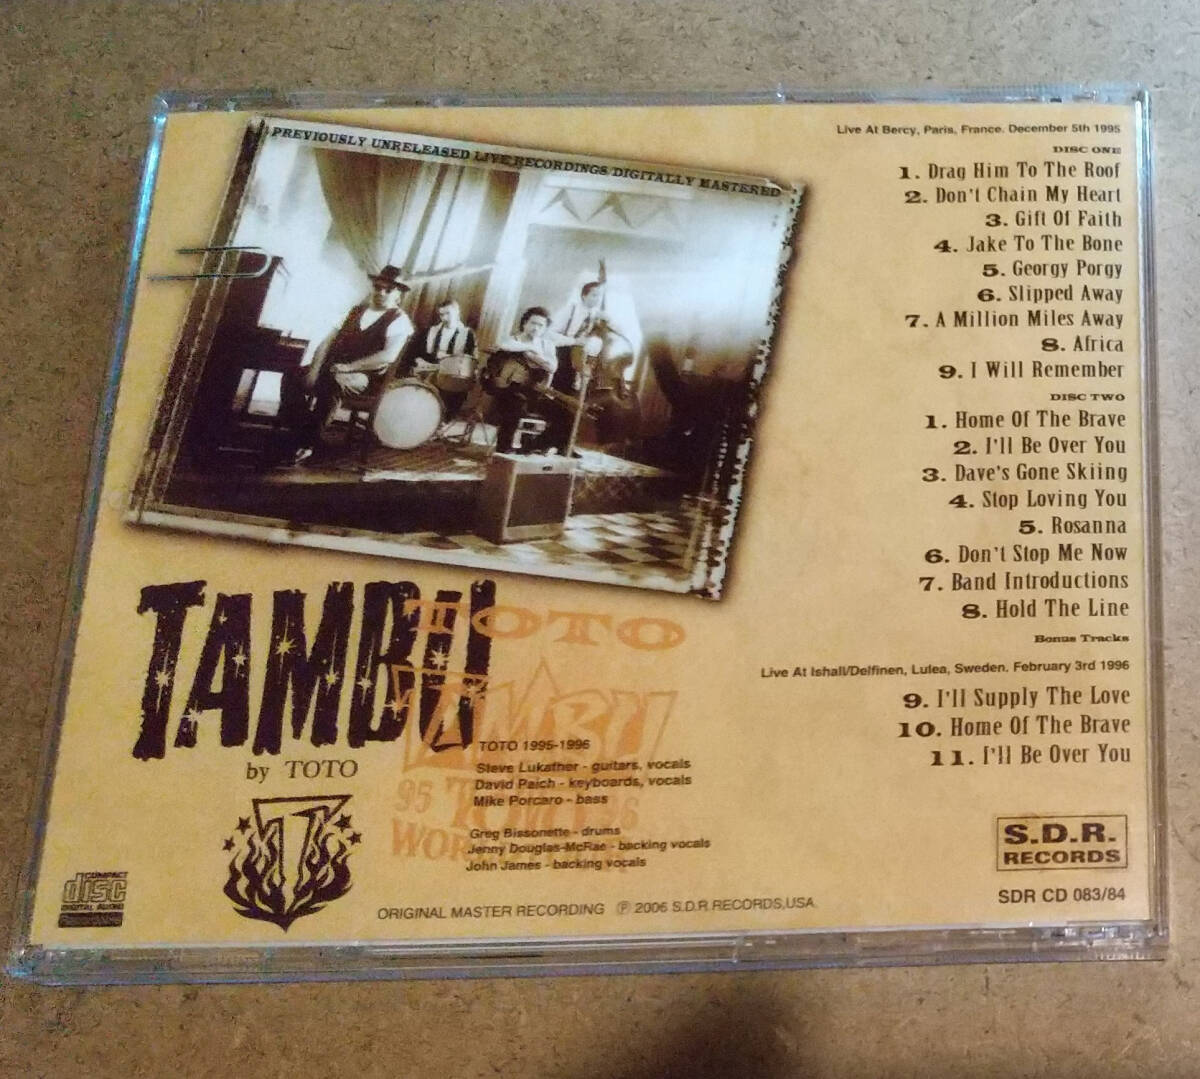 PREVIOUSLY UNRELEASED LIVE RECORDINGS DIGITALLY MASTERED
Live At Bercy, Paris, France. December 5th 1995
DISC ONE
1. Drag Him To The Roof
2. Don't Chain My Heart
3. Gift Of Faith
4. Jake To The Bone
5. Georgy Porgy
6. Slipped Away
7. A Million Miles Away
8. Africa
9. I Will Remember
DISC TWO
1. Home Of The Brave
2. I'll Be Over You
3. Dave's Gone Skiing
4. Stop Loving You
5. Rosanna
6. Don't Stop Me Now
7. Band Introductions
8. Hold The Line
Bonus Tracks
Live At Ishall/Delfinen, Lulea, Sweden. February 3rd 1996
9. I'll Supply The Love
10. Home Of The Brave
11. I'll Be Over You
TAMBU
by TOTO
TOTO
TAMBU
95
TOTO 1995-1996
Steve Lukather - guitars, vocals
David Paich - keyboards, vocals
Mike Porcaro - bass
Greg Bissonette - drums
Jenny Douglas-McRae - backing vocals
John James - backing vocals
COMPACT
disc
DIGITAL AUDIO
ORIGINAL MASTER RECORDING ℗ 2006 S.D.R.RECORDS,USA.
S.D.R.
RECORDS
SDR CD 083/84